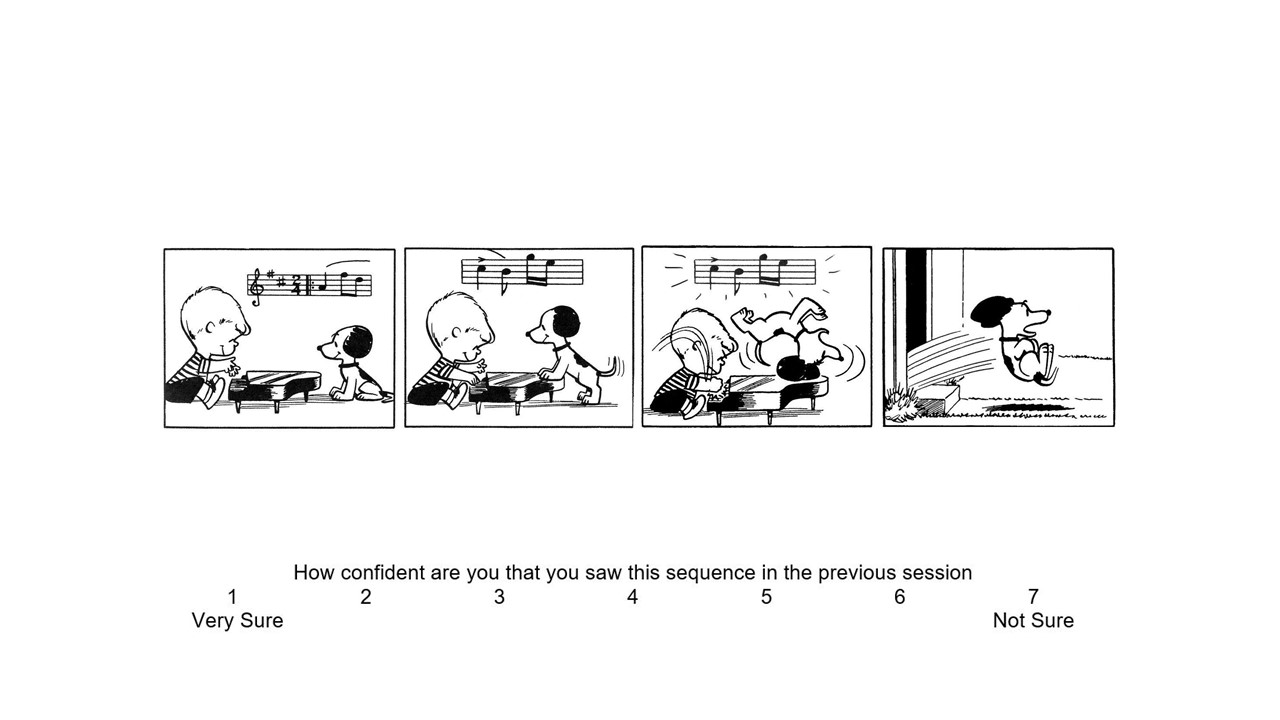 How confident are you that you saw this sequence in the previous session
1 2 3 4 5 6 7
Very Sure Not Sure